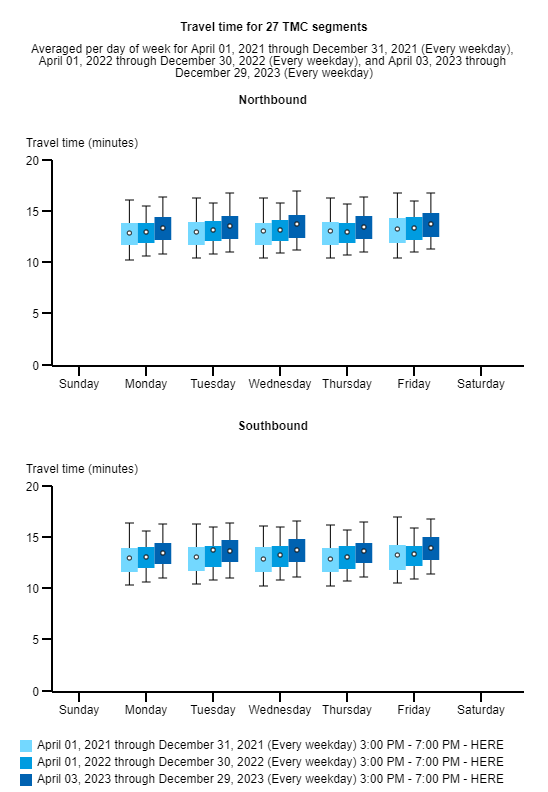 Travel time for 27 TMC segments
Averaged per day of week for April 01, 2021 through December 31, 2021 (Every weekday),
April 01, 2022 through December 30, 2022 (Every weekday), and April 03, 2023 through
December 29, 2023 (Every weekday)
Northbound
Travel time (minutes)
20
15
10
5
0
Sunday Monday Tuesday Wednesday Thursday Friday Saturday
Southbound
Travel time (minutes)
20
15
10
5
0
Sunday Monday Tuesday Wednesday Thursday Friday Saturday
April 01, 2021 through December 31, 2021 (Every weekday) 3:00 PM - 7:00 PM - HERE
April 01, 2022 through December 30, 2022 (Every weekday) 3:00 PM - 7:00 PM - HERE
April 03, 2023 through December 29, 2023 (Every weekday) 3:00 PM - 7:00 PM - HERE